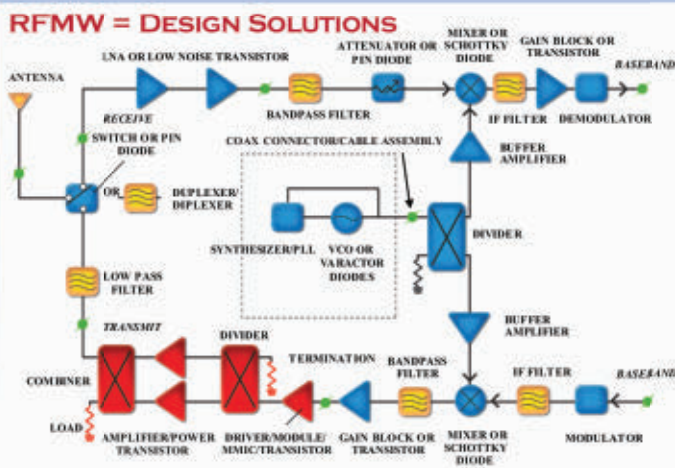 RFMW = DESIGN SOLUTIONS
ANTENNA
LNA OR LOW NOISE TRANSISTOR
BANDPASS FILTER
ATTENUATOR OR
PIN DIODE
MIXER OR
SCHOTTKY
DIODE
GAIN BLOCK OR
TRANSISTOR
BASEBAND
IF FILTER
DEMODULATOR
RECEIVE
SWITCH OR PIN
DIODE
OR
DUPLEXER/
DIPLEXER
COAX CONNECTOR/CABLE ASSEMBLY
BUFFER
AMPLIFIER
SYNTHESIZER/PLL
VCO OR
VARACTOR
DIODES
DIVIDER
LOW PASS
FILTER
TRANSMIT
BUFFER
AMPLIFIER
COMBINER
DIVIDER
TERMINATION
BANDPASS
FILTER
IF FILTER
BASEBAND
LOAD
AMPLIFIER/POWER
TRANSISTOR
DRIVER/MODULE/
MMIC/TRANSISTOR
GAIN BLOCK OR
TRANSISTOR
MIXER OR
SCHOTTKY
DIODE
MODULATOR